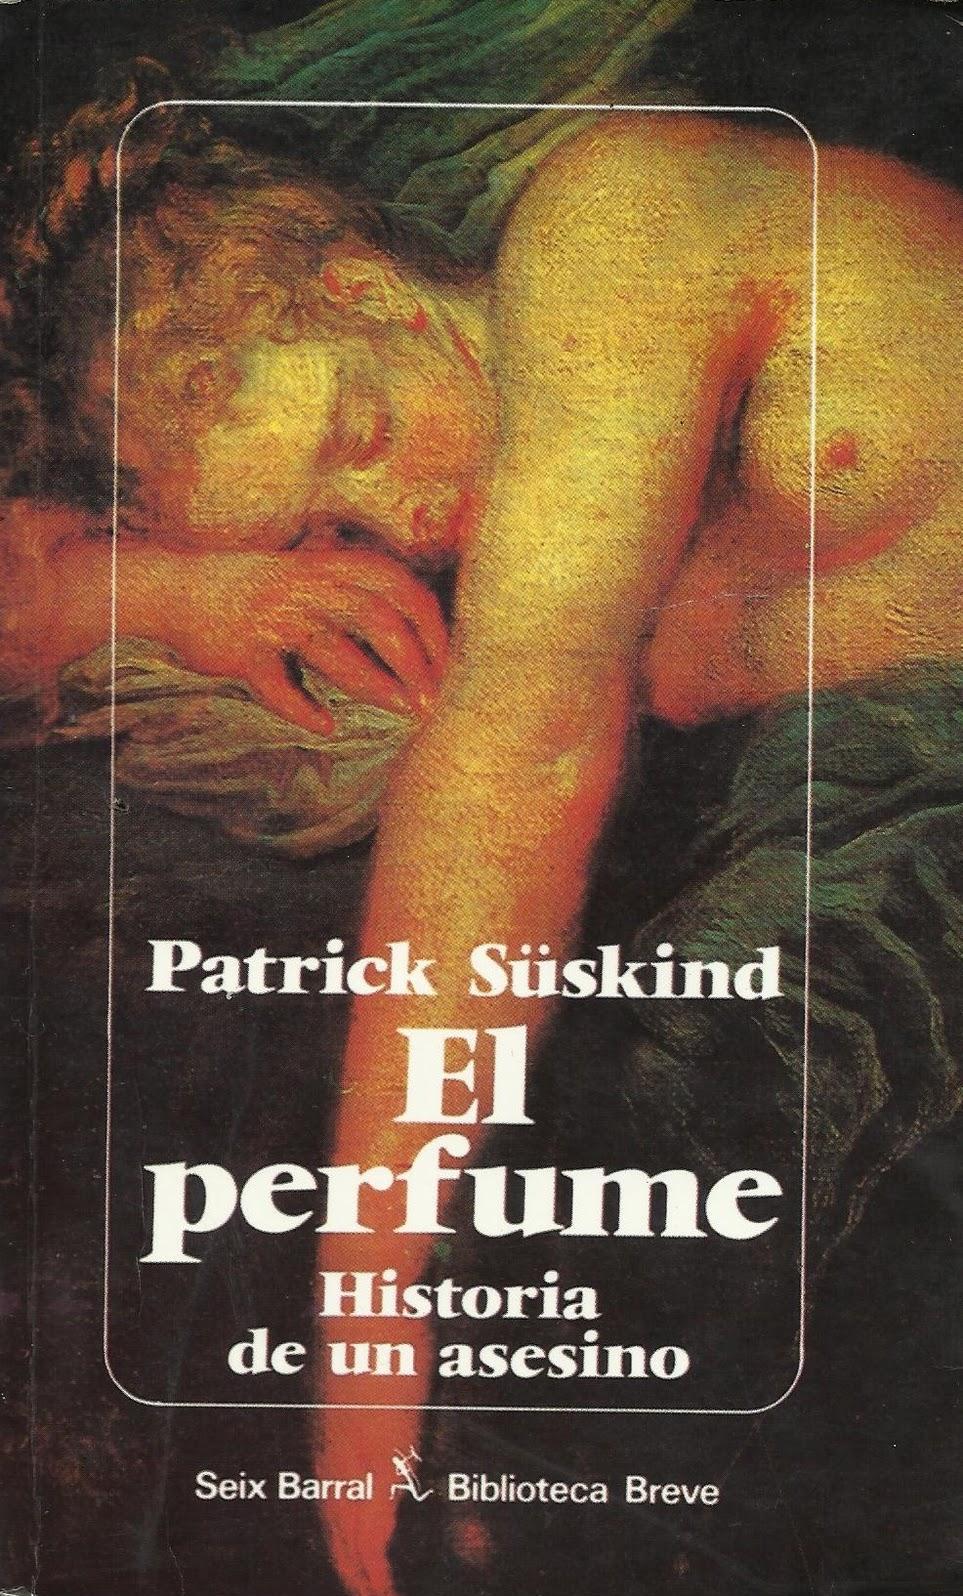 Patrick Süskind
El
perfume
Historia
de un asesino
Seix Barral Biblioteca Breve